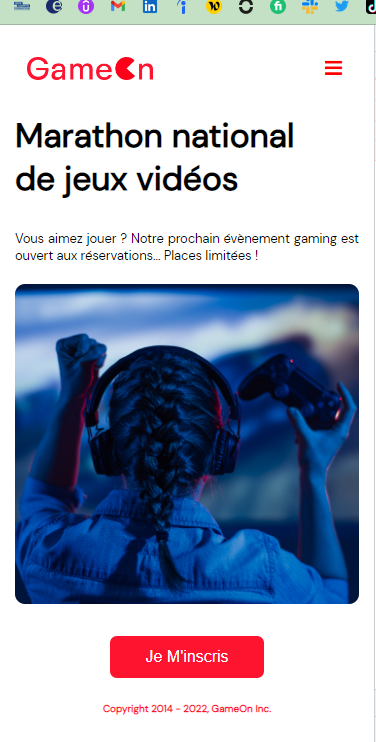 GameOn
Marathon national
de jeux vidéos
Vous aimez jouer ? Notre prochain évènement gaming est
ouvert aux réservations... Places limitées !
Je M'inscris
Copyright 2014 - 2022, GameOn Inc.